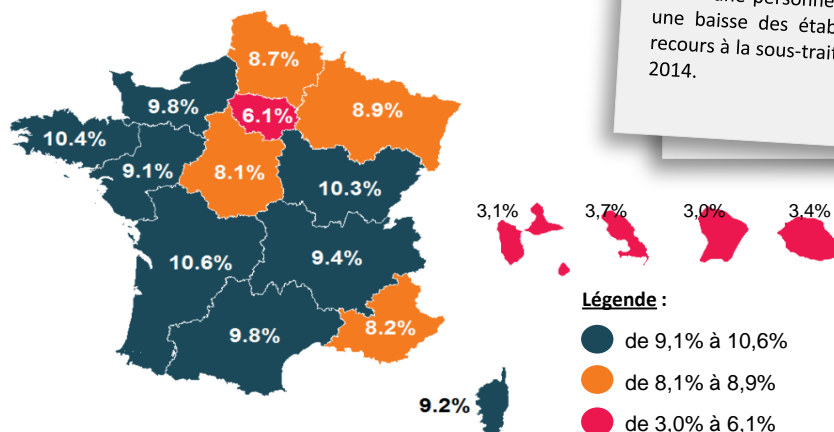 une personne
une baisse des étab
recours à la sous-trait
2014.
8.7%
9.8%
6.1%
8.9%
10.4%
9.1%
8.1%
10.3%
3,1%
3,7%
3,0%
3,4%
10.6%
9.4%
9.8%
8.2%
9.2%
Légende :
de 9,1% à 10,6%
de 8,1% à 8,9%
de 3,0% à 6,1%